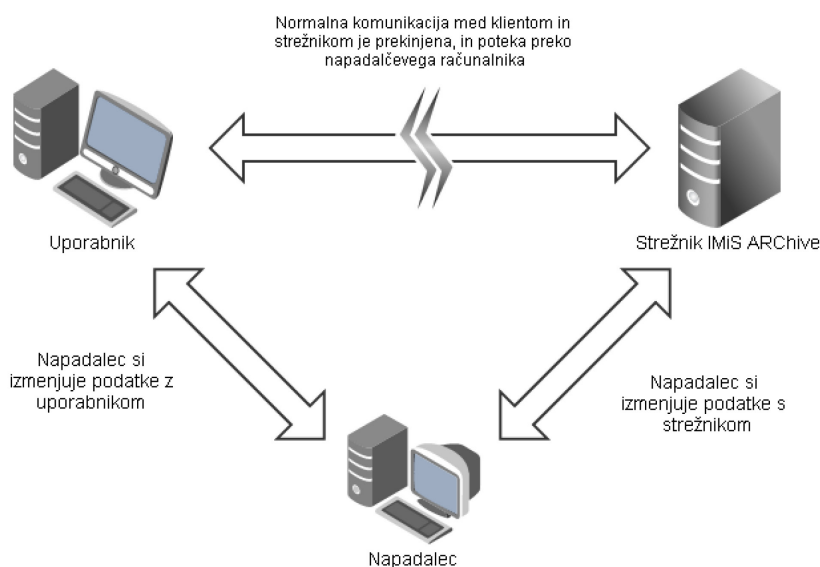 Normalna komunikacija med klientom in
strežnikom je prekinjena, in poteka preko
napadalčevega računalnika
Uporabnik
Strežnik IMiS ARChive
Napadalec si
izmenjuje podatke z
uporabnikom
Napadalec si
izmenjuje podatke s
strežnikom
Napadalec